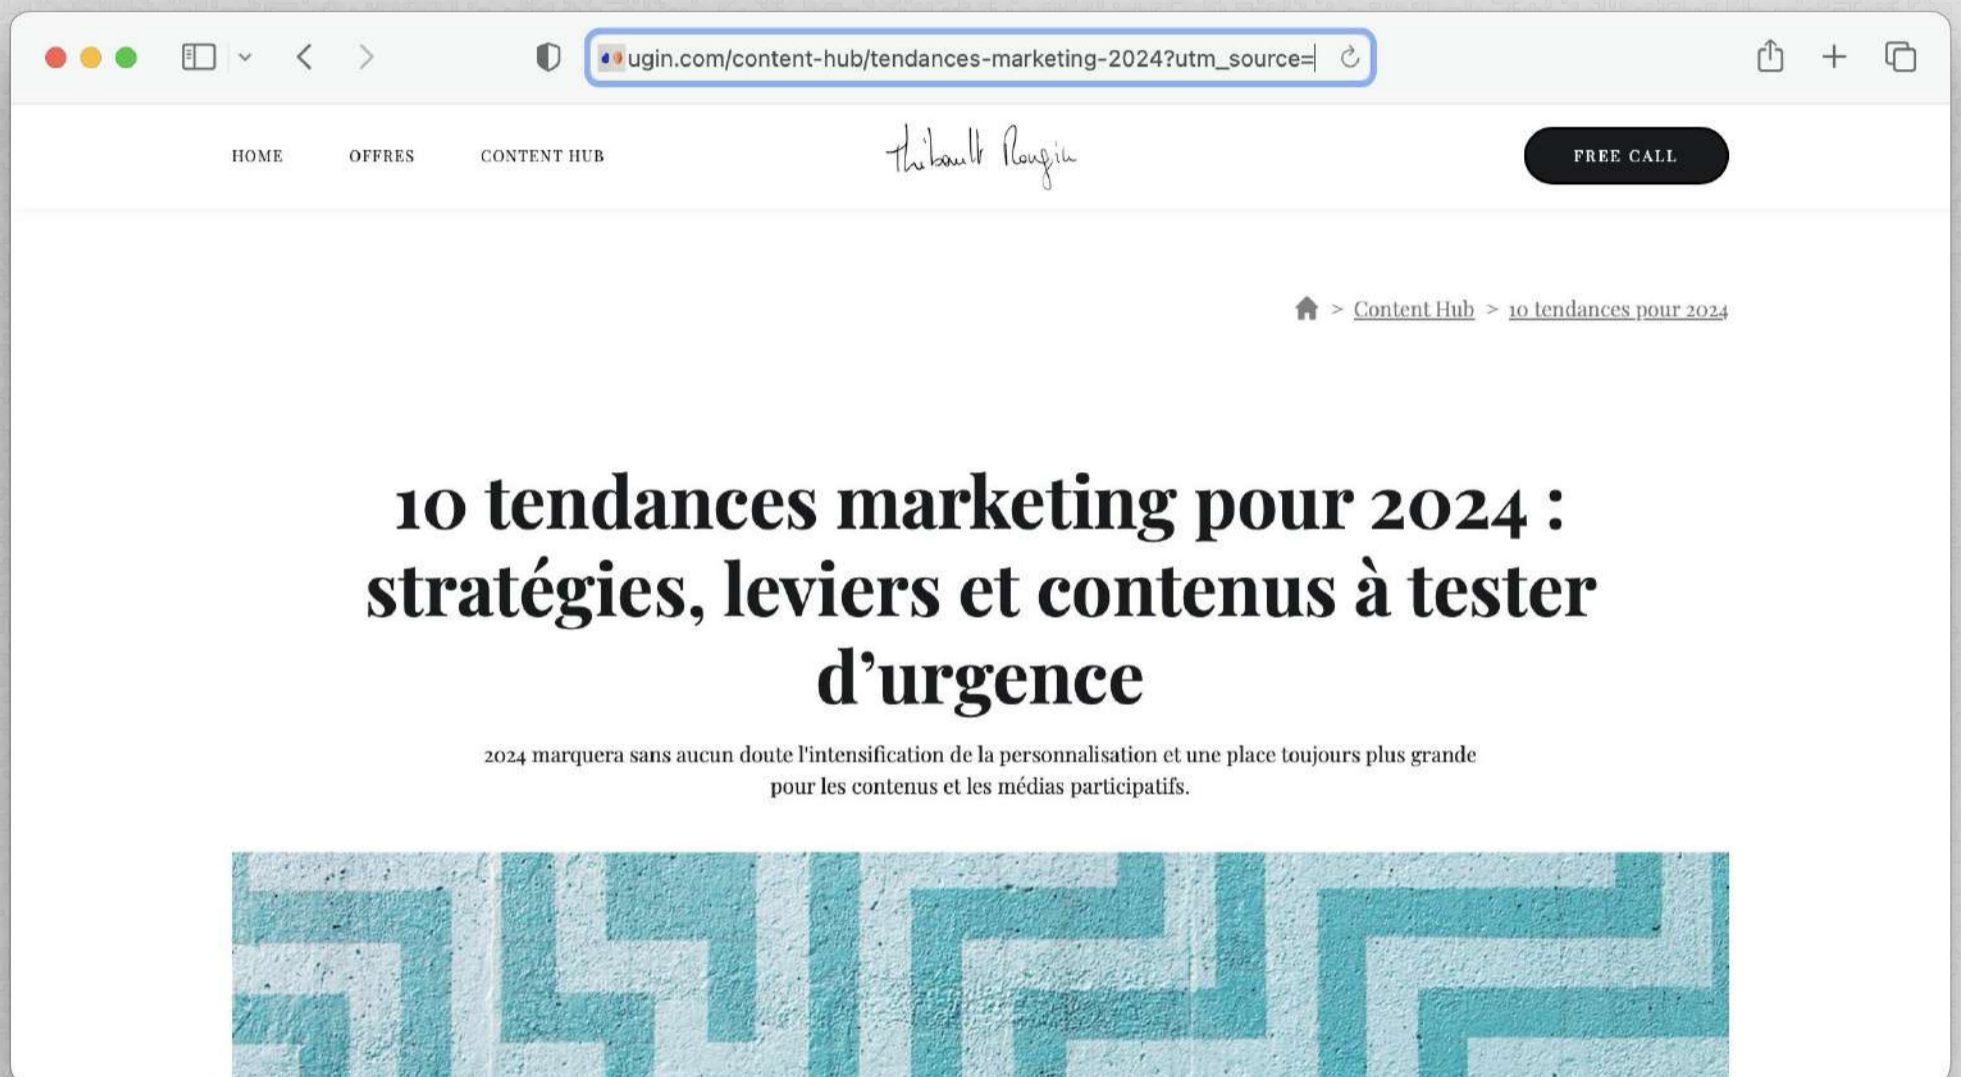 ugin.com/content-hub/tendances-marketing-2024?utm_source=
HOME OFFRES CONTENT HUB Thibault Rougin FREE CALL
> Content Hub > 10 tendances pour 2024
10 tendances marketing pour 2024 :
stratégies, leviers et contenus à tester
d’urgence
2024 marquera sans aucun doute l'intensification de la personnalisation et une place toujours plus grande
pour les contenus et les médias participatifs.